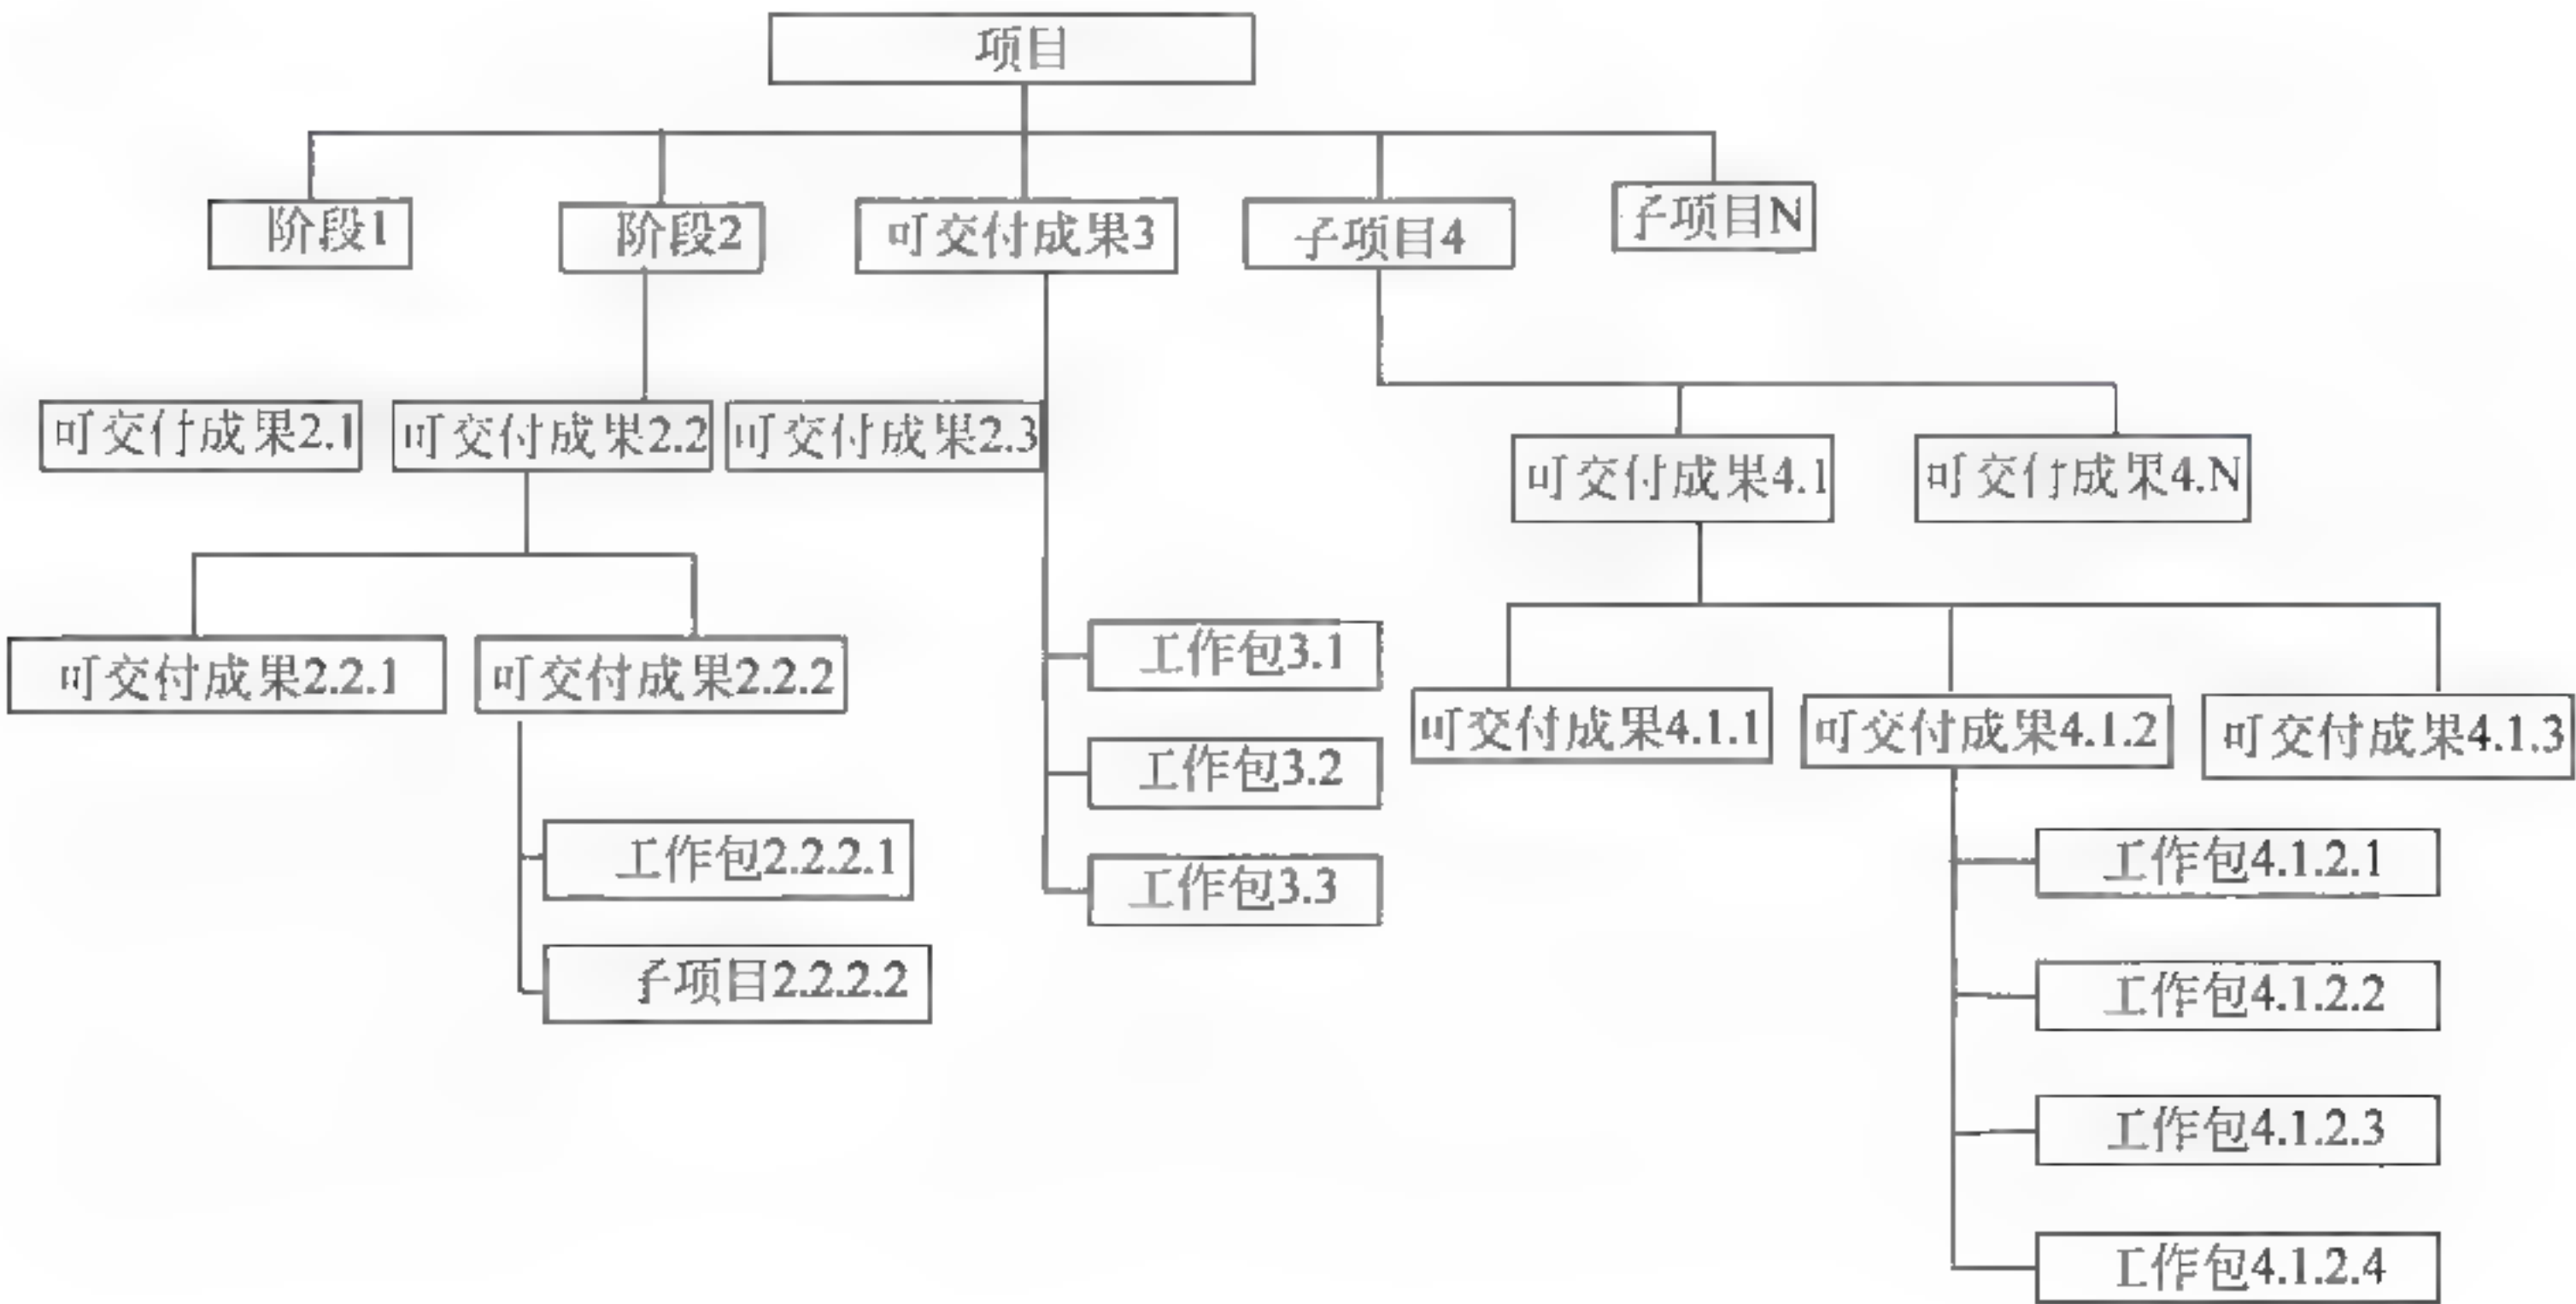 项目
阶段1
阶段2
可交付成果3
子项目4
子项目N
可交付成果2.1
可交付成果2.2
可交付成果2.3
可交付成果4.1
可交付成果4.N
可交付成果2.2.1
可交付成果2.2.2
工作包3.1
工作包3.2
工作包3.3
可交付成果4.1.1
可交付成果4.1.2
可交付成果4.1.3
工作包2.2.2.1
子项目2.2.2.2
工作包4.1.2.1
工作包4.1.2.2
工作包4.1.2.3
工作包4.1.2.4